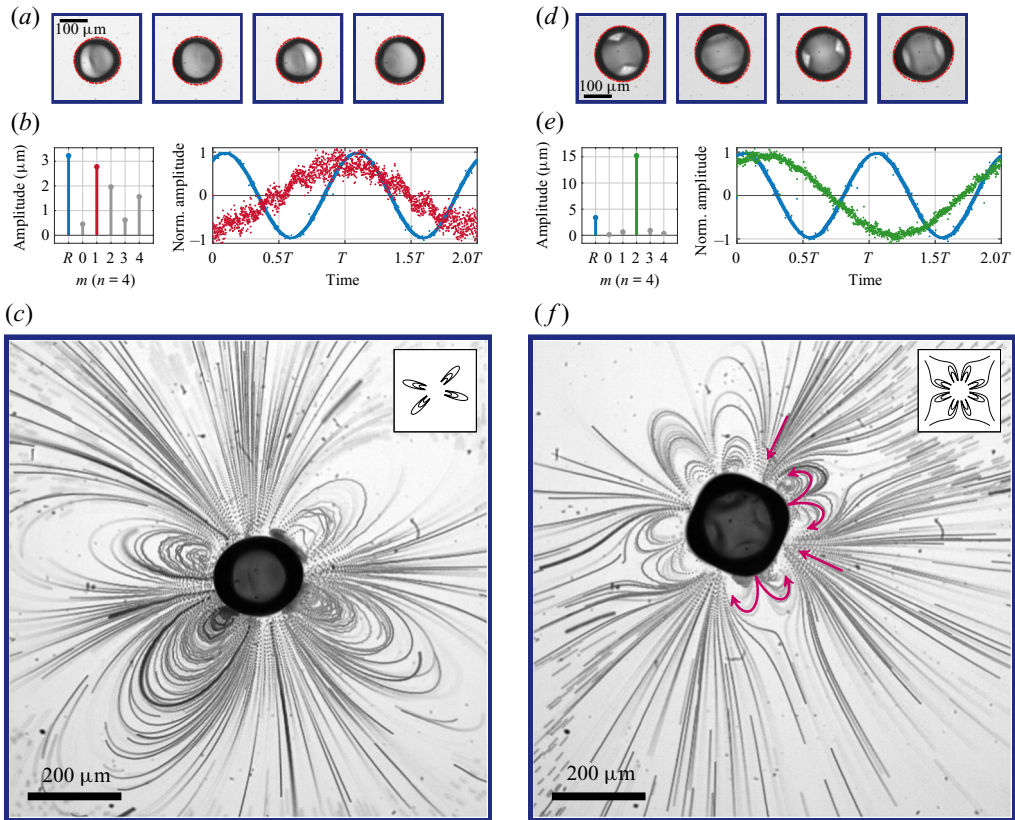 (a)
100 μm
(b)
Amplitude (μm)
3
2
1
0
R 0 1 2 3 4
m (n = 4)
Norm. amplitude
1
0
−1
0 0.5T T 1.5T 2.0T
Time
(c)
200 μm
(d)
100 μm
(e)
Amplitude (μm)
15
10
5
0
R 0 1 2 3 4
m (n = 4)
Norm. amplitude
1
0
−1
0 0.5T T 1.5T 2.0T
Time
(f)
200 μm